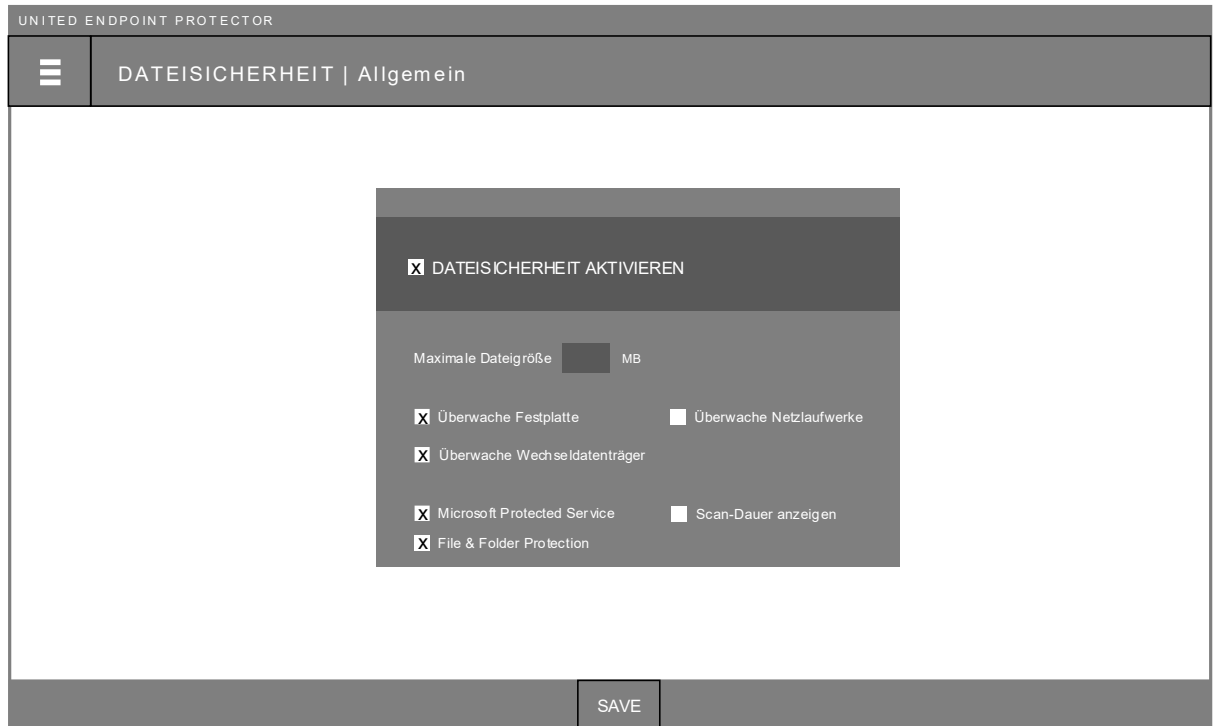 UNITED ENDPOINT PROTECTOR
DATEISICHERHEIT | Allgemein
X DATEISICHERHEIT AKTIVIEREN
Maximale Dateigröße MB
X Überwache Festplatte Überwache Netzlaufwerke
X Überwache Wechseldatenträger
X Microsoft Protected Service Scan-Dauer anzeigen
X File & Folder Protection
SAVE